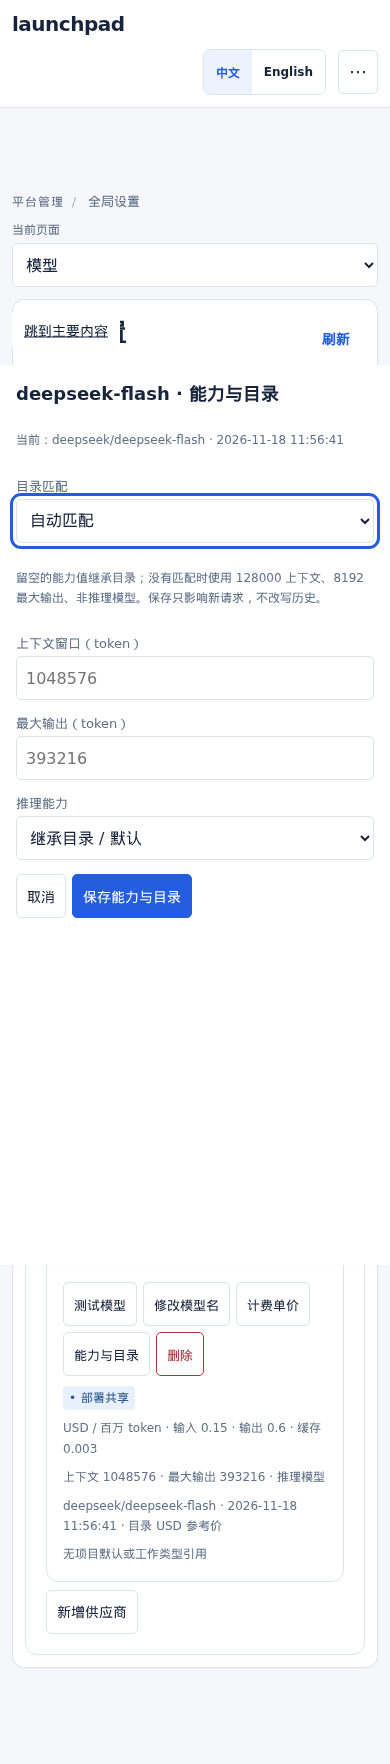 launchpad
中文 English ···
平台管理 / 全局设置
当前页面
模型
跳到主要内容
刷新
deepseek-flash · 能力与目录
当前：deepseek/deepseek-flash · 2026-11-18 11:56:41
目录匹配
自动匹配
留空的能力值继承目录；没有匹配时使用 128000 上下文、8192
最大输出、非推理模型。保存只影响新请求，不改写历史。
上下文窗口（token）
1048576
最大输出（token）
393216
推理能力
继承目录 / 默认
取消 保存能力与目录
测试模型 修改模型名 计费单价
能力与目录 删除
• 部署共享
USD / 百万 token · 输入 0.15 · 输出 0.6 · 缓存
0.003
上下文 1048576 · 最大输出 393216 · 推理模型
deepseek/deepseek-flash · 2026-11-18
11:56:41 · 目录 USD 参考价
无项目默认或工作类型引用
新增供应商